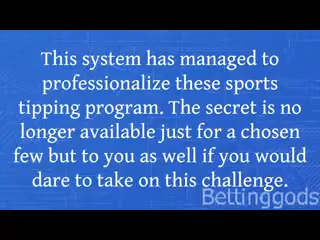 This system has managed to
professionalize these sports
tipping program. The secret is no
longer available just for a chosen
few but to you as well if you would
dare to take on this challenge.
Bettinggods